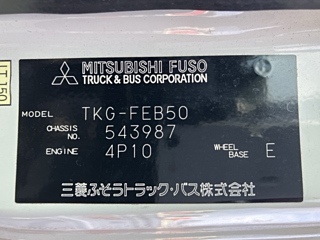 MITSUBISHI FUSO
TRUCK & BUS CORPORATION
MODEL TKG-FEB50
CHASSIS NO. 543987
ENGINE 4P10 WHEEL BASE E
三菱ふそうトラック・バス株式会社